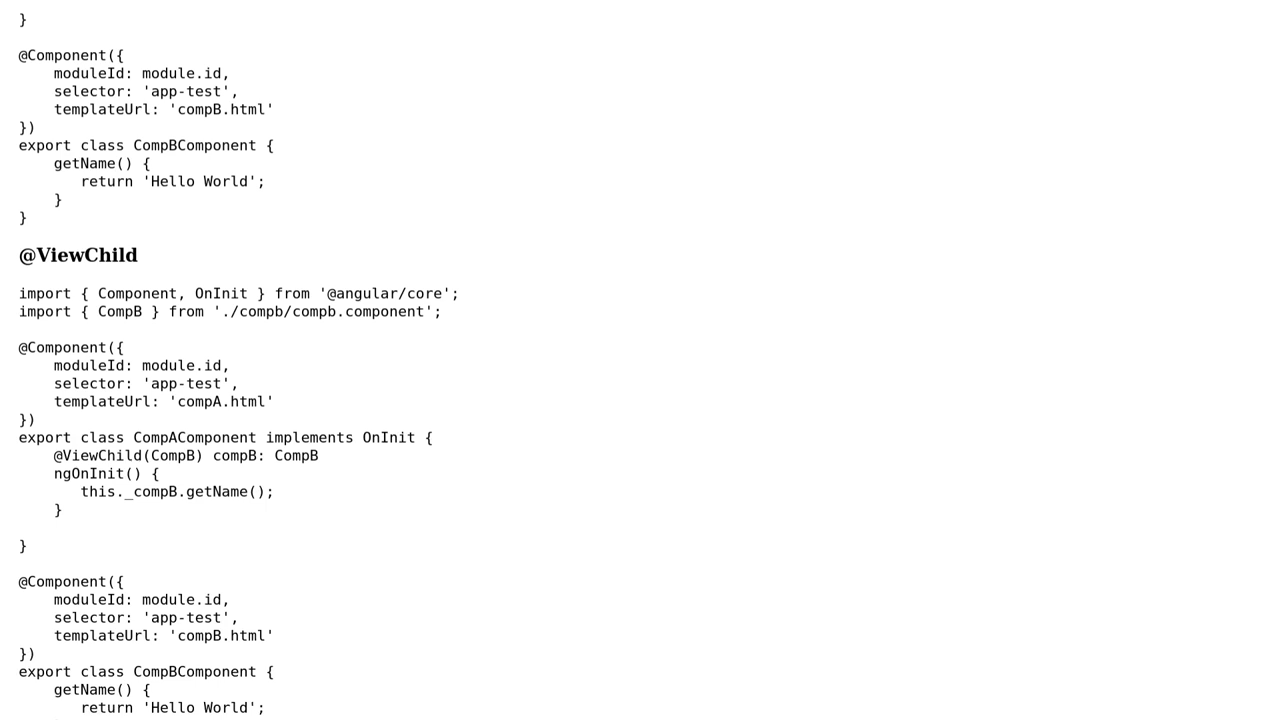 }
@Component({
    moduleId: module.id,
    selector: 'app-test',
    templateUrl: 'compB.html'
})
export class CompBComponent {
    getName() {
       return 'Hello World';
    }
}
@ViewChild
import { Component, OnInit } from '@angular/core';
import { CompB } from './compb/compb.component';
@Component({
    moduleId: module.id,
    selector: 'app-test',
    templateUrl: 'compA.html'
})
export class CompAComponent implements OnInit {
    @ViewChild(CompB) compB: CompB
    ngOnInit() {
       this._compB.getName();
    }
}
@Component({
    moduleId: module.id,
    selector: 'app-test',
    templateUrl: 'compB.html'
})
export class CompBComponent {
    getName() {
       return 'Hello World';